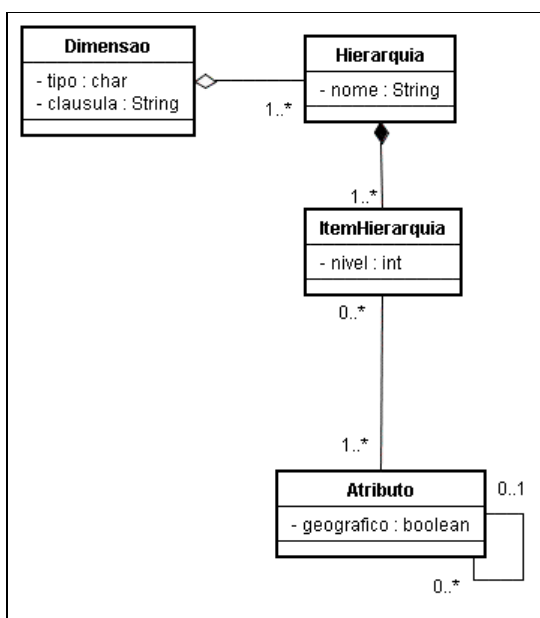 Dimensao
- tipo : char
- clausula : String
Hierarquia
- nome : String
1..*
1..*
ItemHierarquia
- nivel : int
0..*
1..*
Atributo
- geografico : boolean
0..1
0..*